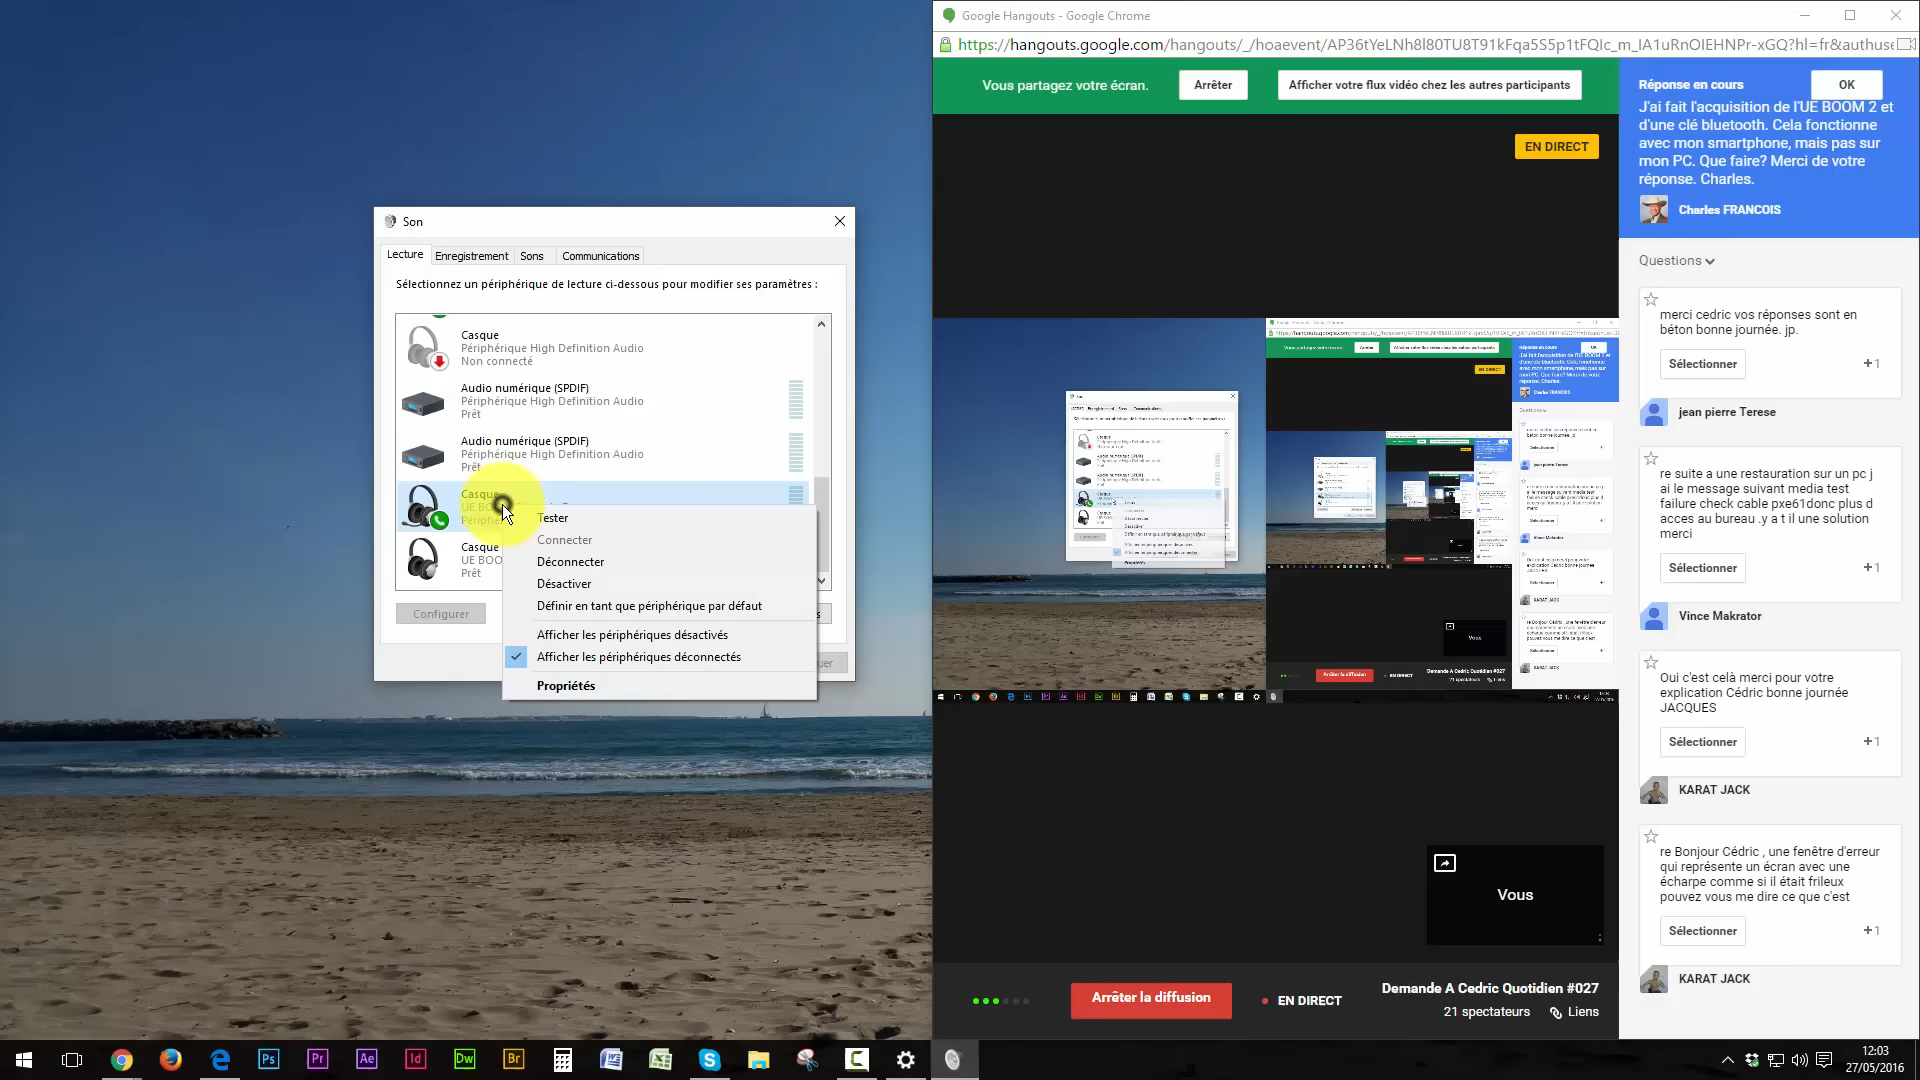 Son
Lecture
Enregistrement
Sons
Communications
Sélectionnez un périphérique de lecture ci-dessous pour modifier ses paramètres :
Casque
Périphérique High Definition Audio
Non connecté
Audio numérique (SPDIF)
Périphérique High Definition Audio
Prêt
Audio numérique (SPDIF)
Périphérique High Definition Audio
Prêt
Casque
UE BOO
Périphé
Casque
UE BOO
Prêt
Configurer
Tester
Connecter
Déconnecter
Désactiver
Définir en tant que périphérique par défaut
Afficher les périphériques désactivés
Afficher les périphériques déconnectés
Propriétés
Google Hangouts - Google Chrome
Vous partagez votre écran.
Arrêter
Afficher votre flux vidéo chez les autres participants
EN DIRECT
Vous
Arrêter la diffusion
EN DIRECT
Demande A Cedric Quotidien #027
21 spectateurs
Liens
Réponse en cours
OK
J'ai fait l'acquisition de l'UE BOOM 2 et
d'une clé bluetooth. Cela fonctionne
avec mon smartphone, mais pas sur
mon PC. Que faire? Merci de votre
réponse. Charles.
Charles FRANCOIS
Questions
merci cedric vos réponses sont en
béton bonne journée. jp.
Sélectionner
+1
jean pierre Terese
re suite a une restauration sur un pc j
ai le message suivant media test
failure check cable pxe61donc plus d
acces au bureau .y a t il une solution
merci
Sélectionner
+1
Vince Makrator
Oui c'est celà merci pour votre
explication Cédric bonne journée
JACQUES
Sélectionner
+1
KARAT JACK
re Bonjour Cédric , une fenêtre d'erreur
qui représente un écran avec une
écharpe comme si il était frileux
pouvez vous me dire ce que c'est
Sélectionner
+1
KARAT JACK
Ps
Pr
Ae
Id
Dw
Br
12:03
27/05/2016